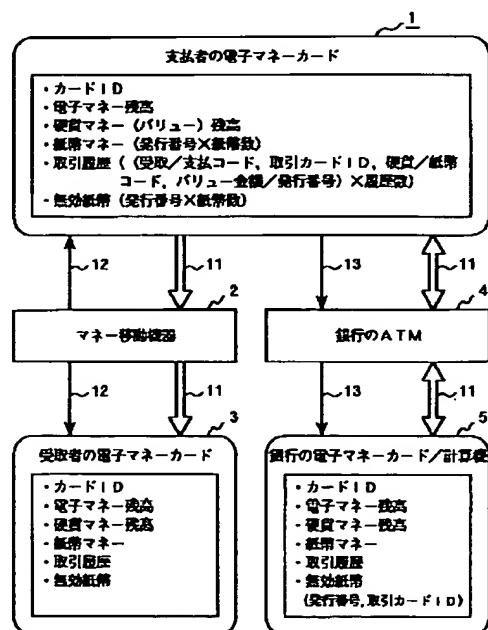 1
支払者の電子マネーカード
・カードID
・電子マネー残高
・硬貨マネー（バリュー）残高
・紙幣マネー（発行番号×紙幣数）
・取引履歴（（受取／支払コード、取引カードID、硬貨／紙幣
コード、バリュー金額／発行番号）×履歴数）
・無効紙幣（発行番号×紙幣数）
12
11
13
11
2
4
マネー移動機器
銀行のATM
12
11
13
11
3
5
受取者の電子マネーカード
・カードID
・電子マネー残高
・硬貨マネー残高
・紙幣マネー
・取引履歴
・無効紙幣
銀行の電子マネーカード／計算機
・カードID
・電子マネー残高
・硬貨マネー残高
・紙幣マネー
・取引履歴
・無効紙幣
(発行番号,取引カードID)